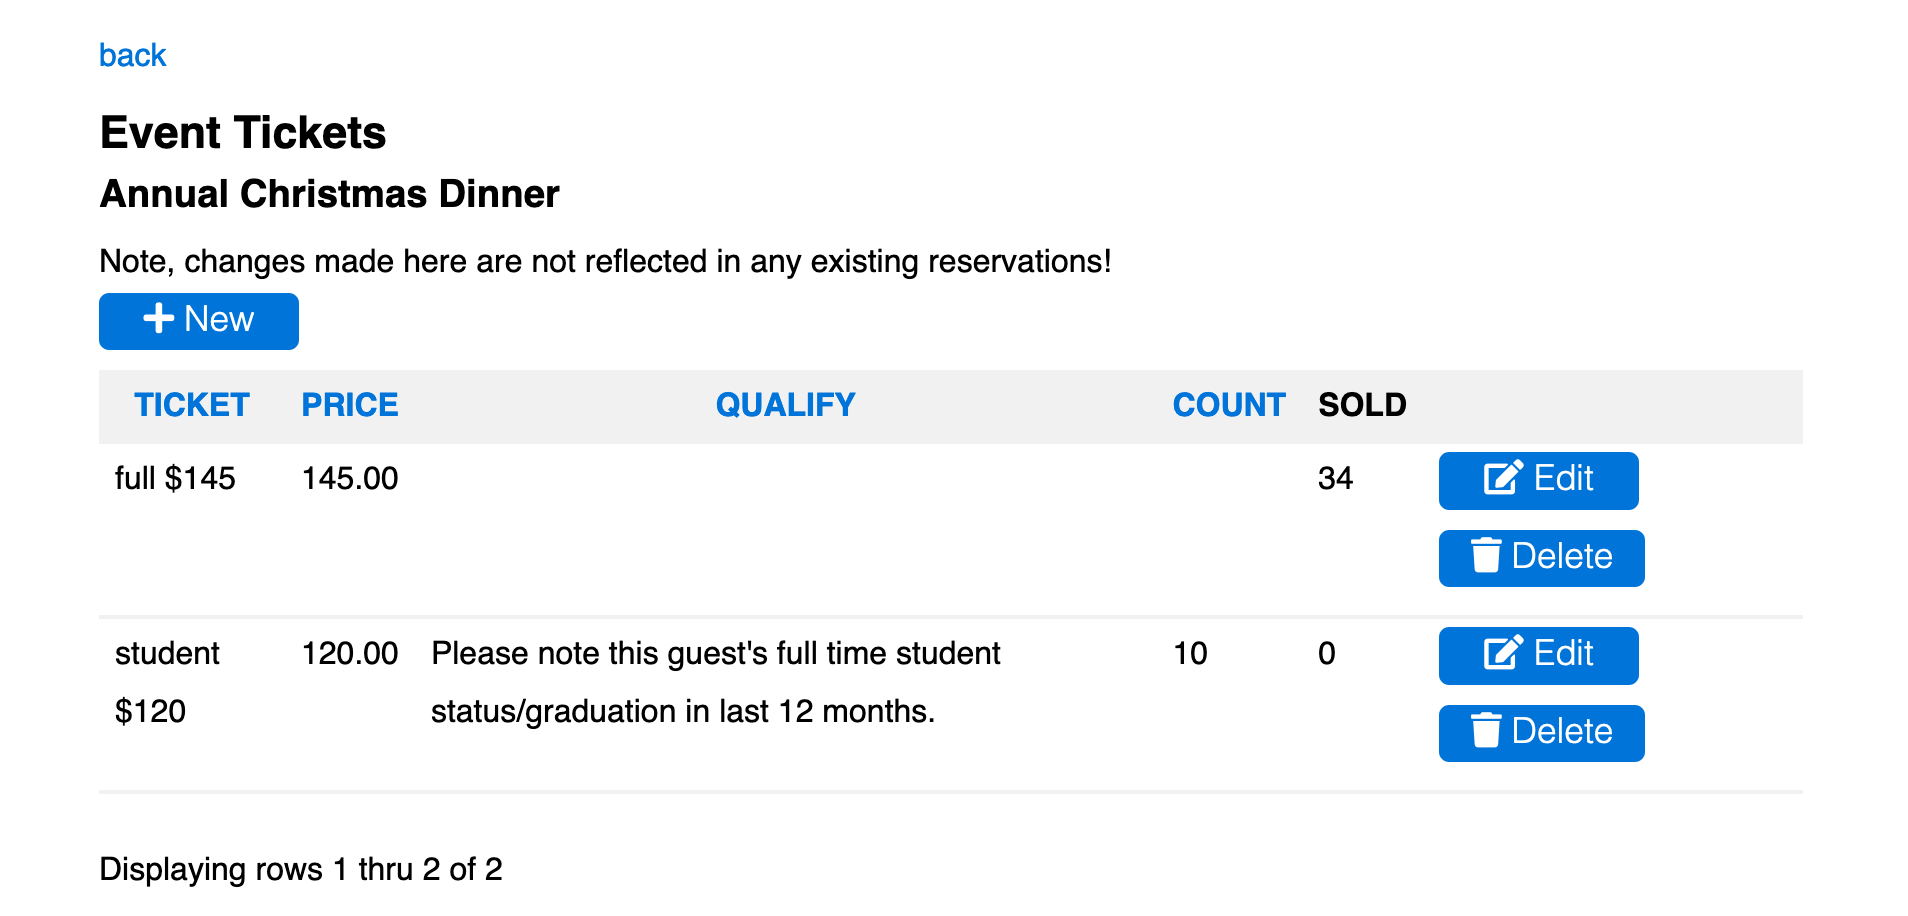 back
Event Tickets
Annual Christmas Dinner
Note, changes made here are not reflected in any existing reservations!
New
TICKET PRICE QUALIFY COUNT SOLD
full $145 145.00 34 Edit
Delete
student 120.00 Please note this guest's full time student 10 0 Edit
$120 status/graduation in last 12 months. Delete
Displaying rows 1 thru 2 of 2